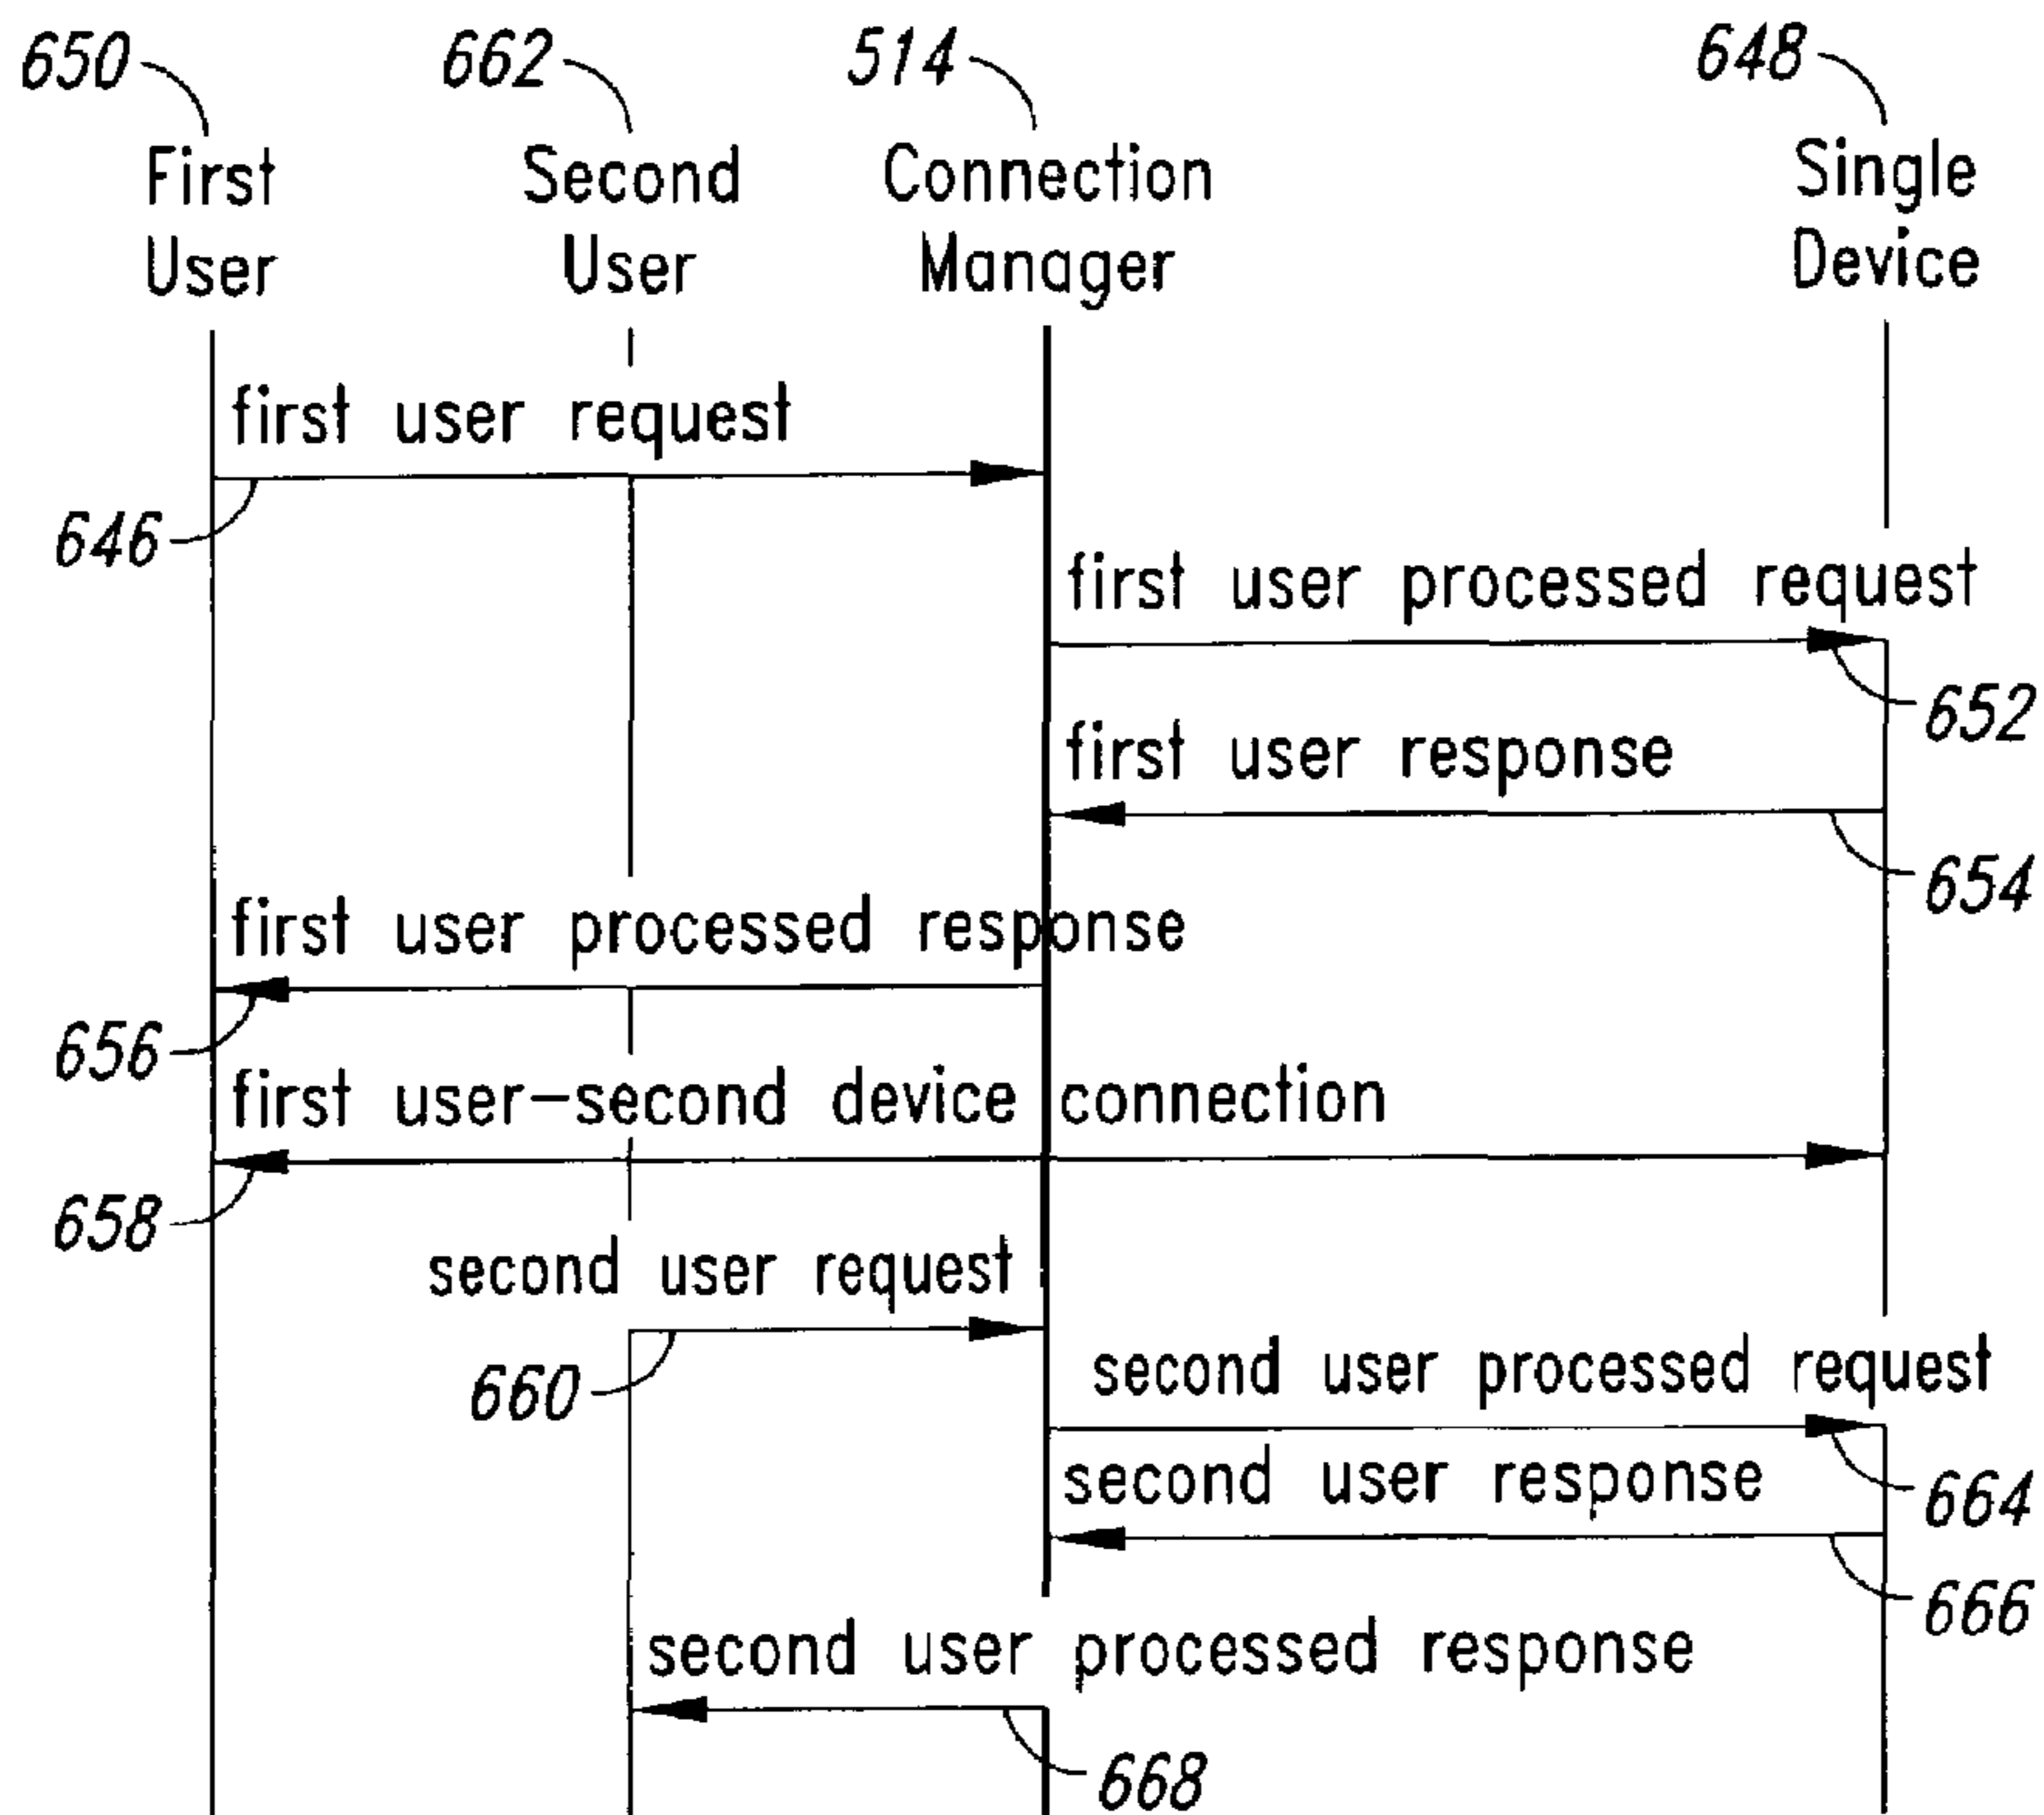 650 662 514 648
First Second Connection Single
User User Manager Device
first user request
646
first user processed request
652
first user response
654
first user processed response
656
first user-second device connection
658
second user request
660
second user processed request
664
second user response
666
second user processed response
668